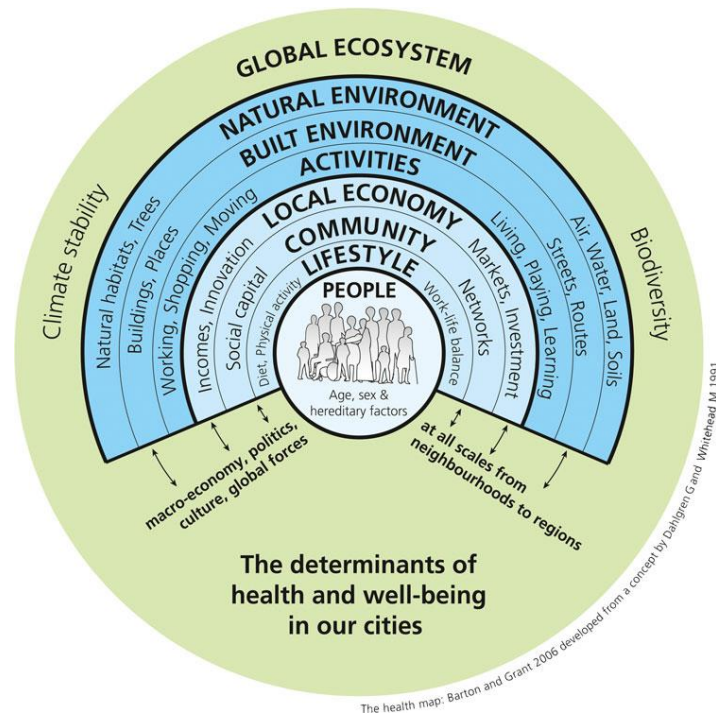 GLOBAL ECOSYSTEM
NATURAL ENVIRONMENT
BUILT ENVIRONMENT
ACTIVITIES
LOCAL ECONOMY
COMMUNITY
LIFESTYLE
PEOPLE
Age, sex &
hereditary factors
Climate stability
Natural habitats, Trees
Buildings, Places
Working, Shopping, Moving
Incomes, Innovation
Social capital
Diet, Physical activity
Work-life balance
Networks
Markets, Investment
Living, Playing, Learning
Streets, Routes
Air, Water, Land, Soils
Biodiversity
macro-economy, politics,
culture, global forces
at all scales from
neighbourhoods to regions
The determinants of
health and well-being
in our cities
The health map: Barton and Grant 2006 developed from a concept by Dahlgren G and Whitehead M 1991